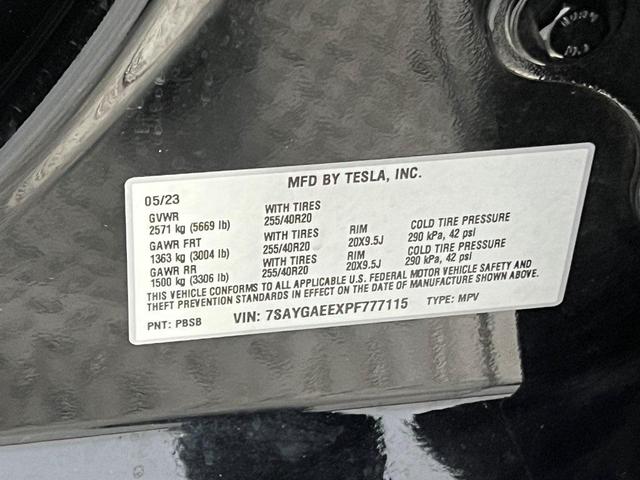 MFD BY TESLA, INC.
05/23
GVWR WITH TIRES
2571 kg (5669 lb) 255/40R20
GAWR FRT WITH TIRES RIM COLD TIRE PRESSURE
1363 kg (3004 lb) 255/40R20 20X9.5J 290 kPa, 42 psi
GAWR RR WITH TIRES RIM COLD TIRE PRESSURE
1500 kg (3306 lb) 255/40R20 20X9.5J 290 kPa, 42 psi
THIS VEHICLE CONFORMS TO ALL APPLICABLE U.S. FEDERAL MOTOR VEHICLE SAFETY AND
THEFT PREVENTION STANDARDS IN EFFECT ON THE DATE OF MANUFACTURE SHOWN ABOVE.
PNT: PBSB VIN: 7SAYGAEEXPF777115 TYPE: MPV